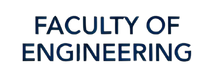 FACULTY OF
ENGINEERING